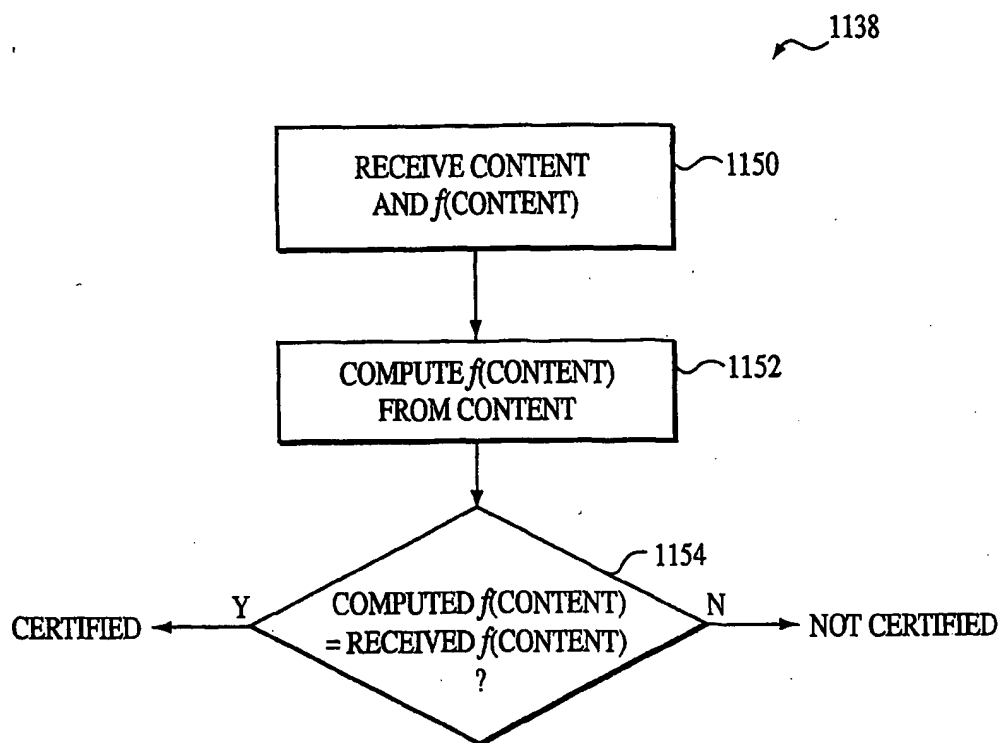 1138
RECEIVE CONTENT
AND f(CONTENT)
1150
COMPUTE f(CONTENT)
FROM CONTENT
1152
1154
COMPUTED f(CONTENT)
= RECEIVED f(CONTENT)
?
Y
CERTIFIED
N
NOT CERTIFIED